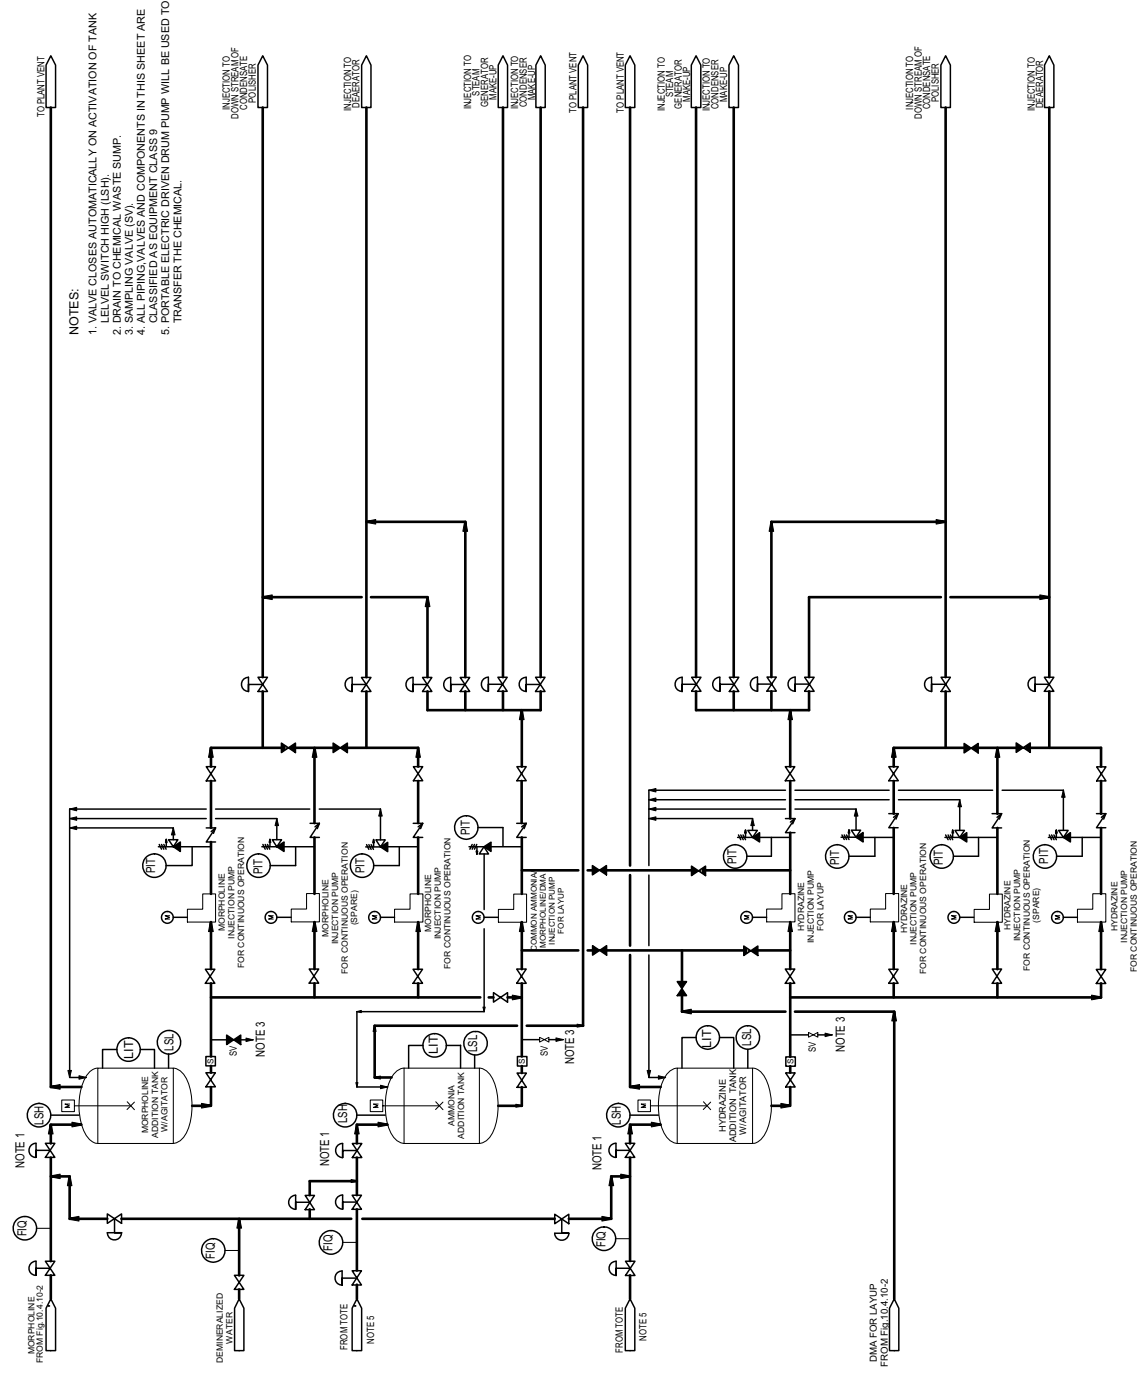 NOTES:
1. VALVE CLOSES AUTOMATICALLY ON ACTIVATION OF TANK
LELVEL SWITCH HIGH (LSH).
2. DRAIN TO CHEMICAL WASTE SUMP.
3. SAMPLING VALVE (SV).
4. ALL PIPING,VALVES AND COMPONENTS IN THIS SHEET ARE
CLASSIFIED AS EQUIPMENT CLASS 9
5. PORTABLE ELECTRIC DRIVEN DRUM PUMP WILL BE USED TO
TRANSFER THE CHEMICAL.
MORPHOLINE
FROM Fig.10.4.10-2
FIQ
NOTE 1
LSH
M
MORPHOLINE
ADDITION TANK
W/AGITATOR
LIT
LSL
TO PLANT VENT
S
SV
NOTE 3
M
MORPHOLINE
INJECTION PUMP
FOR CONTINUOUS OPERATION
PIT
INJECTION TO
DOWN STREAM OF
CONDENSATE
POLISHER
M
MORPHOLINE
INJECTION PUMP
FOR CONTINUOUS OPERATION
(SPARE)
PIT
INJECTION TO
DEAERATOR
M
MORPHOLINE
INJECTION PUMP
FOR CONTINUOUS OPERATION
PIT
DEMINERALIZED
WATER
FIQ
FROM TOTE
NOTE 5
FIQ
NOTE 1
LSH
M
AMMONIA
ADDITION TANK
LIT
LSL
S
SV
NOTE 3
M
COMMON AMMONIA
MORPHOLINE/DMA
INJECTION PUMP
FOR LAYUP
PIT
INJECTION TO
STEAM
GENERATOR
MAKE-UP
INJECTION TO
CONDENSER
MAKE-UP
TO PLANT VENT
TO PLANT VENT
FROM TOTE
NOTE 5
FIQ
NOTE 1
LSH
M
HYDRAZINE
ADDITION TANK
W/AGITATOR
LIT
LSL
S
SV
NOTE 3
M
HYDRAZINE
INJECTION PUMP
FOR LAYUP
PIT
INJECTION TO
STEAM
GENERATOR
MAKE-UP
INJECTION TO
CONDENSER
MAKE-UP
M
HYDRAZINE
INJECTION PUMP
FOR CONTINUOUS OPERATION
PIT
INJECTION TO
DOWN STREAM OF
CONDENSATE
POLISHER
M
HYDRAZINE
INJECTION PUMP
FOR CONTINUOUS OPERATION
(SPARE)
PIT
INJECTION TO
DEAERATOR
M
HYDRAZINE
INJECTION PUMP
FOR CONTINUOUS OPERATION
PIT
DMA FOR LAYUP
FROM Fig.10.4.10-2